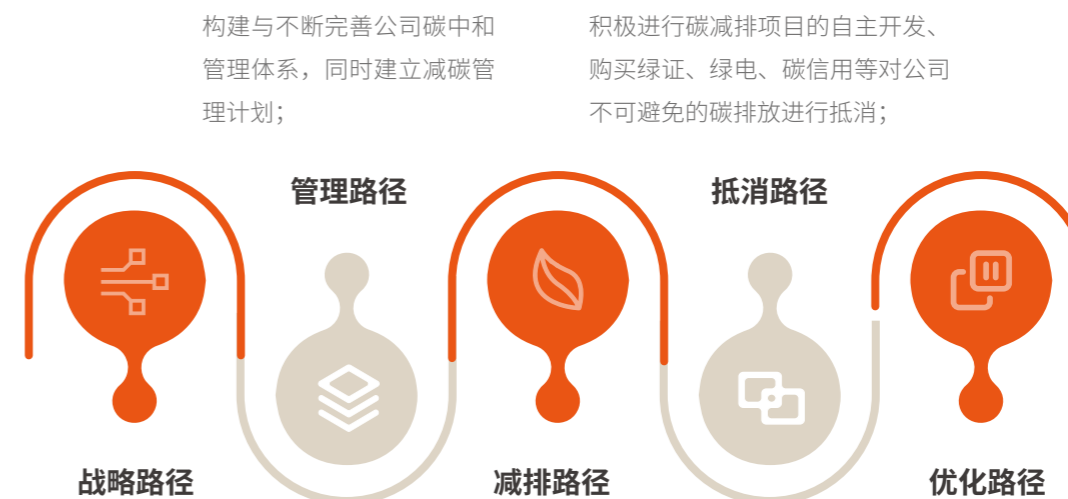 构建与不断完善公司碳中和
管理体系，同时建立减碳管
理计划；
积极进行碳减排项目的自主开发、
购买绿证、绿电、碳信用等对公司
不可避免的碳排放进行抵消；
管理路径
抵消路径
战略路径
减排路径
优化路径